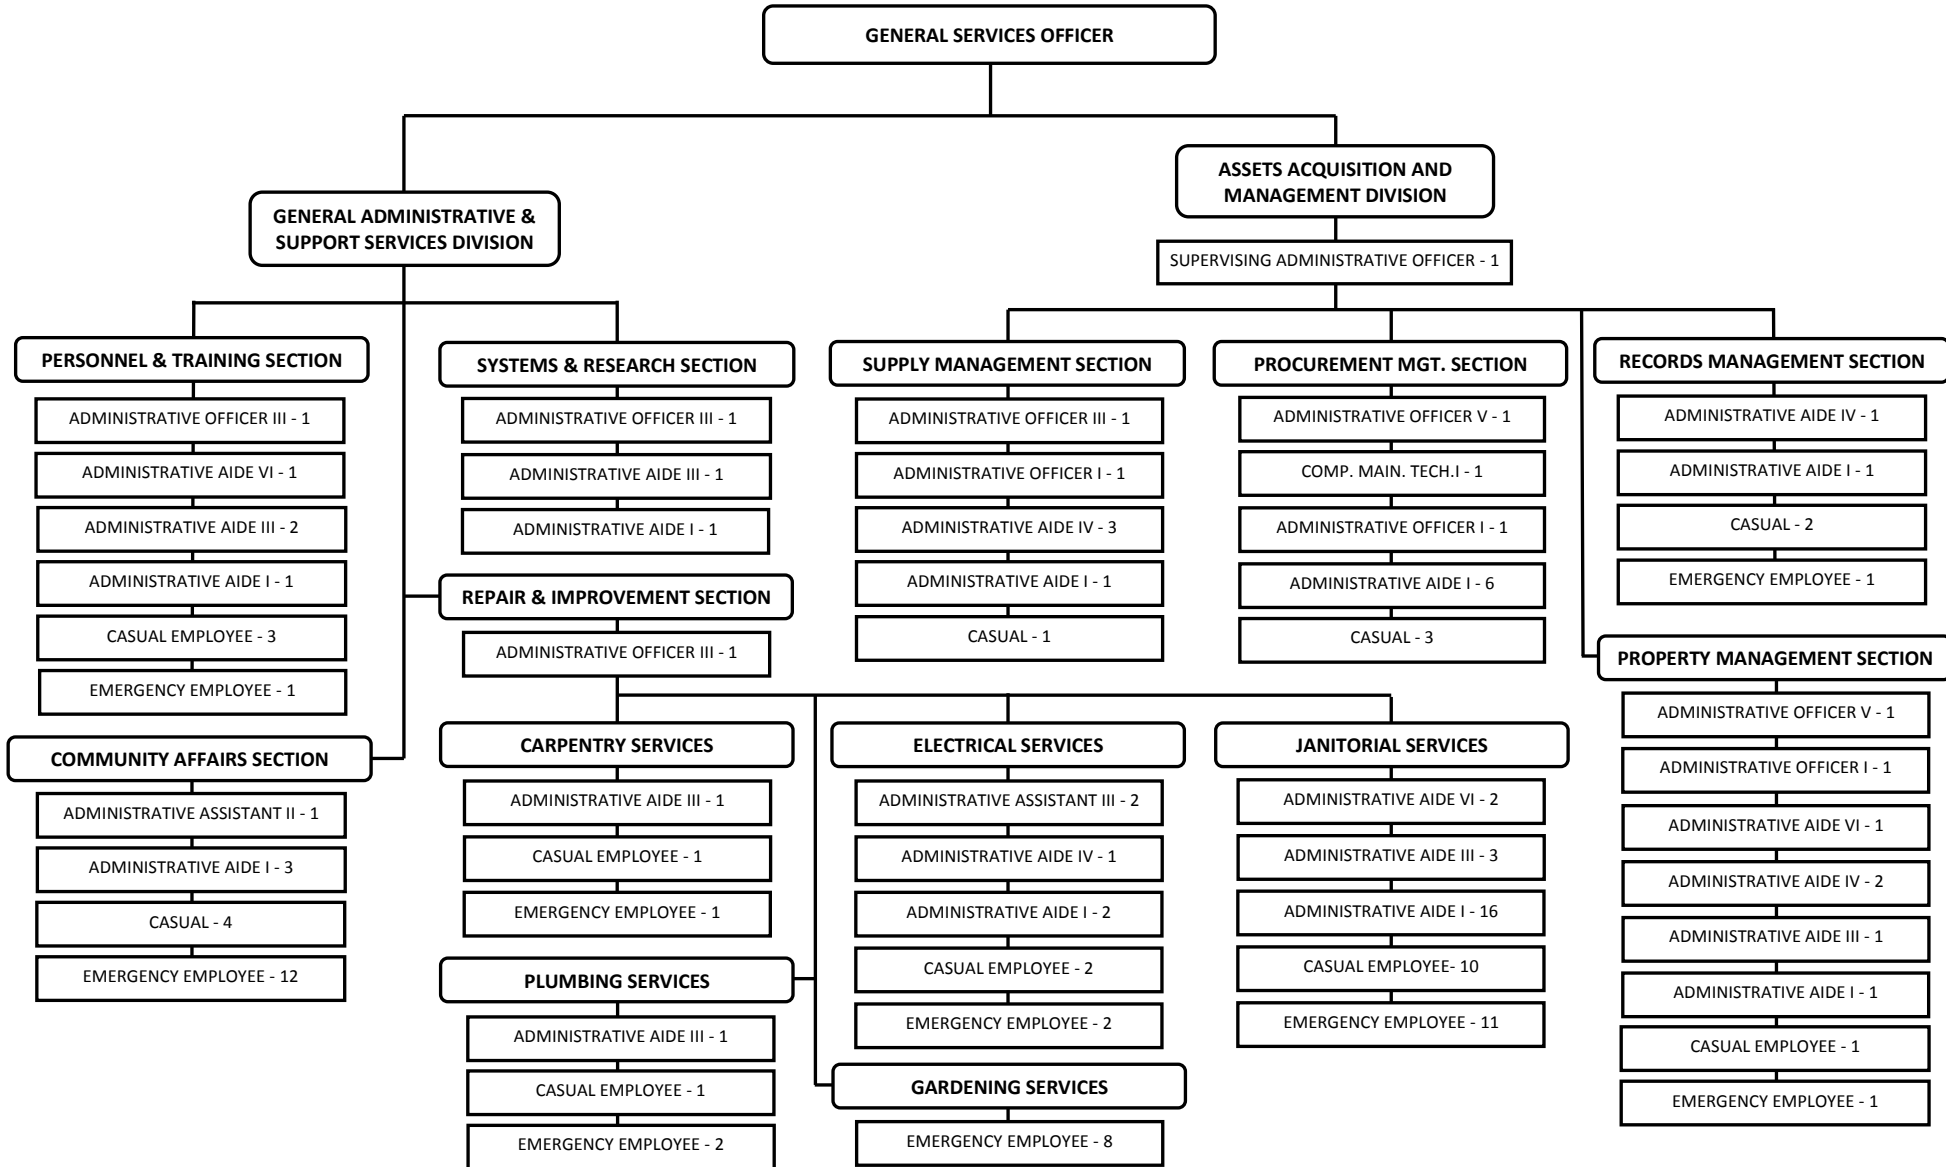 GENERAL SERVICES OFFICER
GENERAL ADMINISTRATIVE &
SUPPORT SERVICES DIVISION
PERSONNEL & TRAINING SECTION
ADMINISTRATIVE OFFICER III - 1
ADMINISTRATIVE AIDE VI - 1
ADMINISTRATIVE AIDE III - 2
ADMINISTRATIVE AIDE I - 1
CASUAL EMPLOYEE - 3
EMERGENCY EMPLOYEE - 1
COMMUNITY AFFAIRS SECTION
ADMINISTRATIVE ASSISTANT II - 1
ADMINISTRATIVE AIDE I - 3
CASUAL - 4
EMERGENCY EMPLOYEE - 12
SYSTEMS & RESEARCH SECTION
ADMINISTRATIVE OFFICER III - 1
ADMINISTRATIVE AIDE III - 1
ADMINISTRATIVE AIDE I - 1
REPAIR & IMPROVEMENT SECTION
ADMINISTRATIVE OFFICER III - 1
CARPENTRY SERVICES
ADMINISTRATIVE AIDE III - 1
CASUAL EMPLOYEE - 1
EMERGENCY EMPLOYEE - 1
PLUMBING SERVICES
ADMINISTRATIVE AIDE III - 1
CASUAL EMPLOYEE - 1
EMERGENCY EMPLOYEE - 2
ELECTRICAL SERVICES
ADMINISTRATIVE ASSISTANT III - 2
ADMINISTRATIVE AIDE IV - 1
ADMINISTRATIVE AIDE I - 2
CASUAL EMPLOYEE - 2
EMERGENCY EMPLOYEE - 2
GARDENING SERVICES
EMERGENCY EMPLOYEE - 8
JANITORIAL SERVICES
ADMINISTRATIVE AIDE VI - 2
ADMINISTRATIVE AIDE III - 3
ADMINISTRATIVE AIDE I - 16
CASUAL EMPLOYEE- 10
EMERGENCY EMPLOYEE - 11
ASSETS ACQUISITION AND
MANAGEMENT DIVISION
SUPERVISING ADMINISTRATIVE OFFICER - 1
SUPPLY MANAGEMENT SECTION
ADMINISTRATIVE OFFICER III - 1
ADMINISTRATIVE OFFICER I - 1
ADMINISTRATIVE AIDE IV - 3
ADMINISTRATIVE AIDE I - 1
CASUAL - 1
PROCUREMENT MGT. SECTION
ADMINISTRATIVE OFFICER V - 1
COMP. MAIN. TECH.I - 1
ADMINISTRATIVE OFFICER I - 1
ADMINISTRATIVE AIDE I - 6
CASUAL - 3
RECORDS MANAGEMENT SECTION
ADMINISTRATIVE AIDE IV - 1
ADMINISTRATIVE AIDE I - 1
CASUAL - 2
EMERGENCY EMPLOYEE - 1
PROPERTY MANAGEMENT SECTION
ADMINISTRATIVE OFFICER V - 1
ADMINISTRATIVE OFFICER I - 1
ADMINISTRATIVE AIDE VI - 1
ADMINISTRATIVE AIDE IV - 2
ADMINISTRATIVE AIDE III - 1
ADMINISTRATIVE AIDE I - 1
CASUAL EMPLOYEE - 1
EMERGENCY EMPLOYEE - 1